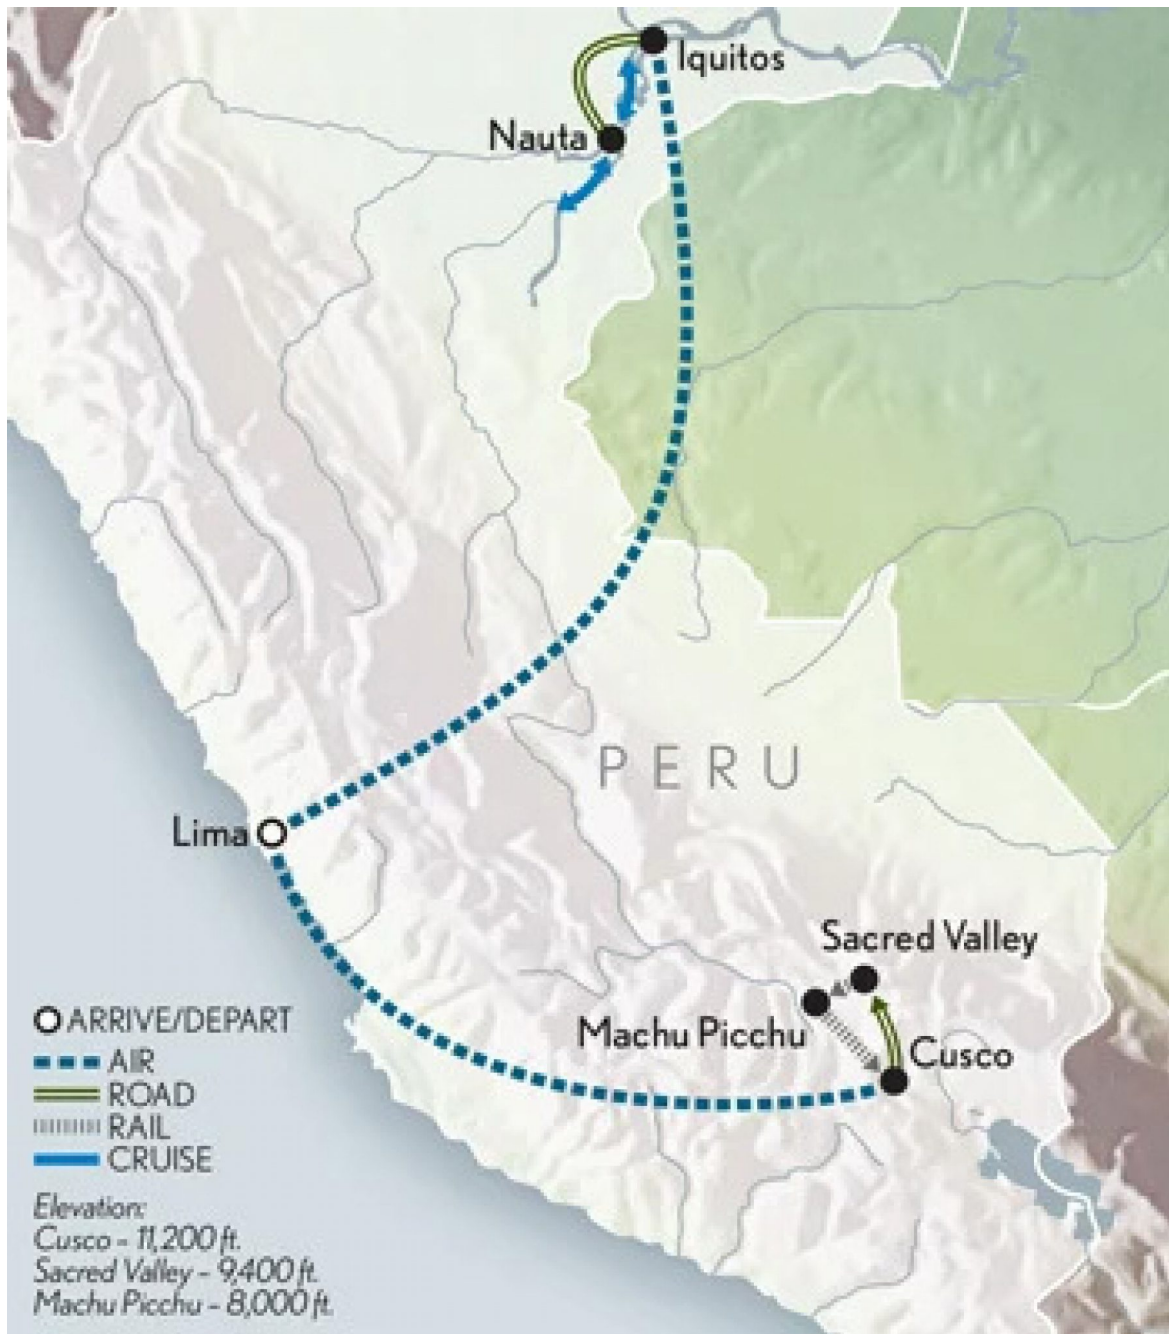 Iquitos
Nauta
PERU
Lima
Sacred Valley
Machu Picchu
Cusco
ARRIVE/DEPART
AIR
ROAD
RAIL
CRUISE
Elevation:
Cusco - 11,200 ft.
Sacred Valley - 9,400 ft.
Machu Picchu - 8,000 ft.